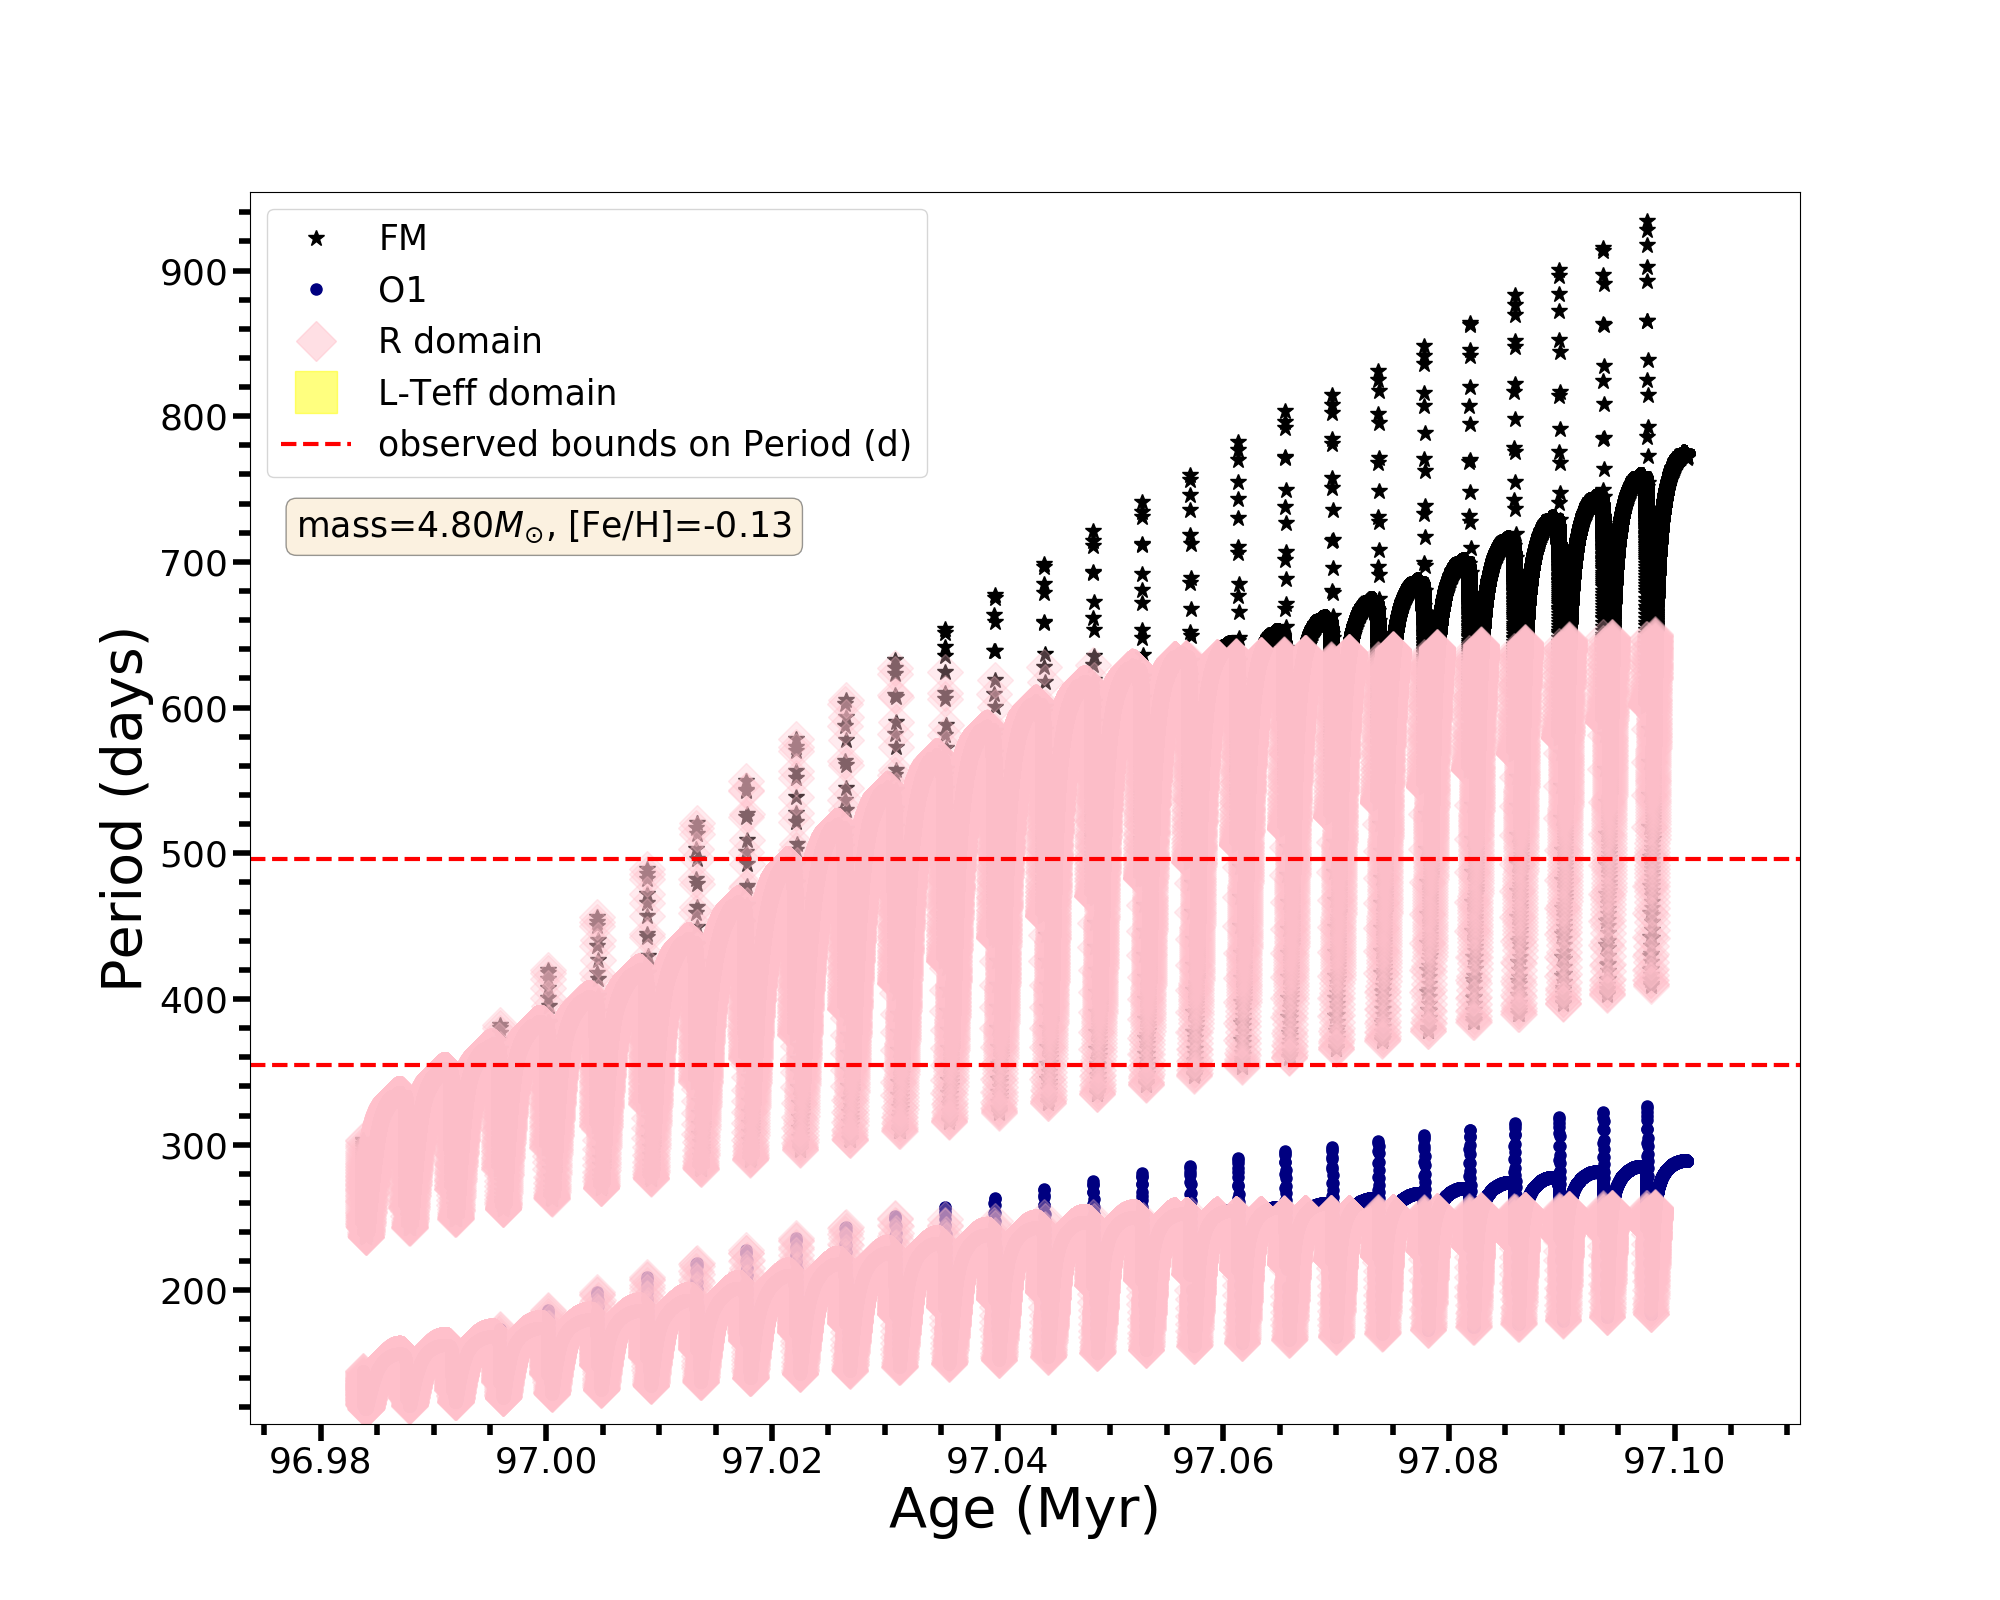 FM
O1
R domain
L-Teff domain
observed bounds on Period (d)
mass=4.80M⊙, [Fe/H]=-0.13
900
800
700
600
500
400
300
200
Period (days)
96.98 97.00 97.02 97.04 97.06 97.08 97.10
Age (Myr)